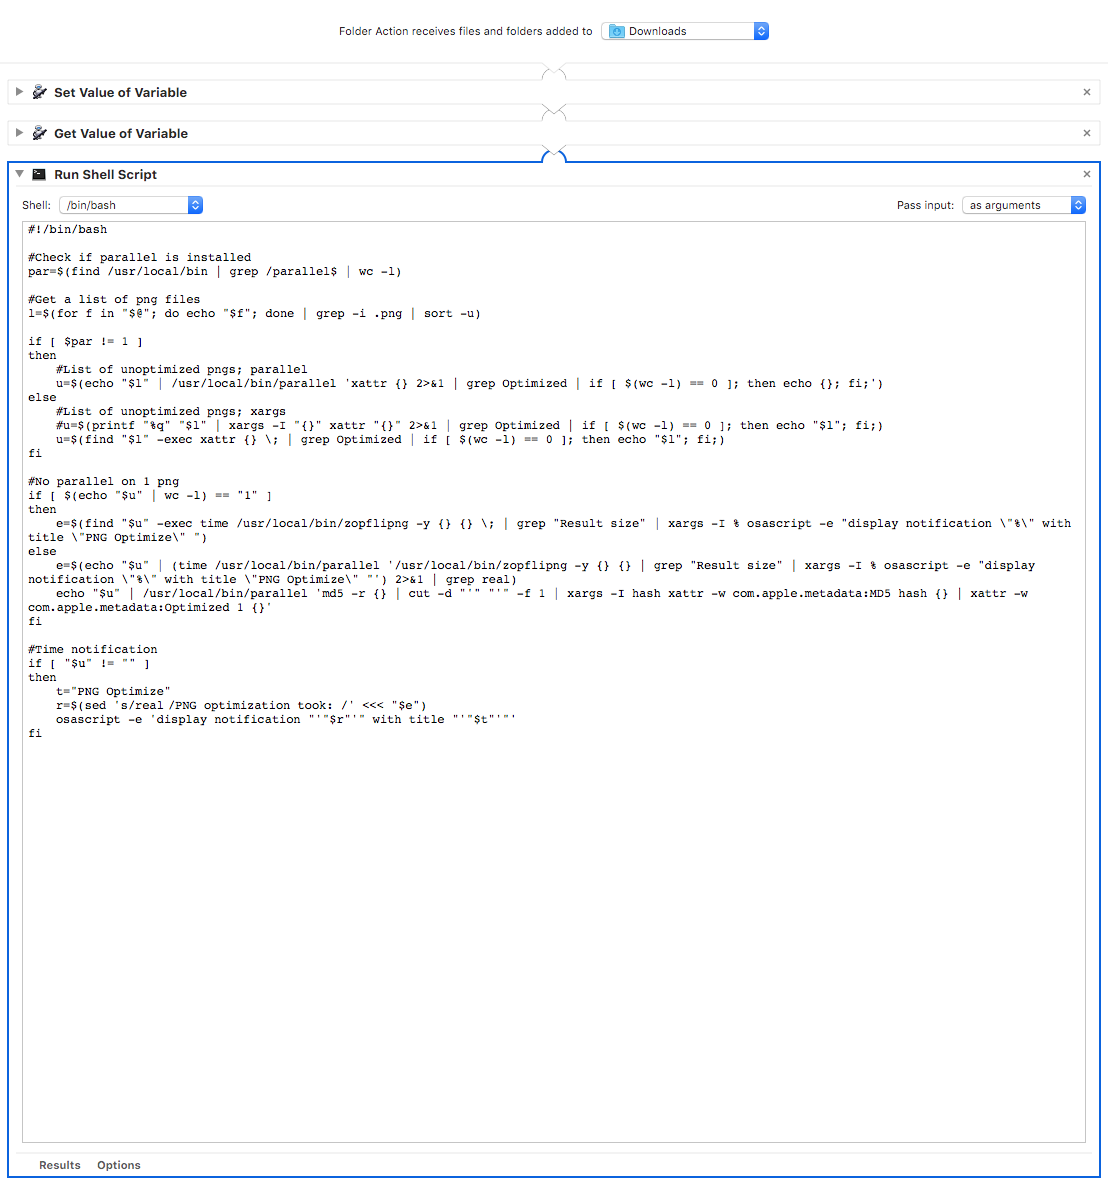 Folder Action receives files and folders added to Downloads
Set Value of Variable
Get Value of Variable
Run Shell Script
Shell: /bin/bash Pass input: as arguments
#!/bin/bash
#Check if parallel is installed
par=$(find /usr/local/bin | grep /parallel$ | wc -l)
#Get a list of png files
l=$(for f in "$@"; do echo "$f"; done | grep -i .png | sort -u)
if [ $par != 1 ]
then
#List of unoptimized pngs; parallel
u=$(echo "$l" | /usr/local/bin/parallel 'xattr {} 2>&1 | grep Optimized | if [ $(wc -l) == 0 ]; then echo {}; fi;')
else
#List of unoptimized pngs; xargs
#u=$(printf "%q" "$l" | xargs -I "{}" xattr "{}" 2>&1 | grep Optimized | if [ $(wc -l) == 0 ]; then echo "$l"; fi;)
u=$(find "$l" -exec xattr {} \; | grep Optimized | if [ $(wc -l) == 0 ]; then echo "$l"; fi;)
fi
#No parallel on 1 png
if [ $(echo "$u" | wc -l) == "1" ]
then
e=$(find "$u" -exec time /usr/local/bin/zopflipng -y {} {} \; | grep "Result size" | xargs -I % osascript -e "display notification \"%\" with
title \"PNG Optimize\" ")
else
e=$(echo "$u" | (time /usr/local/bin/parallel '/usr/local/bin/zopflipng -y {} {} | grep "Result size" | xargs -I % osascript -e "display
notification \"%\" with title \"PNG Optimize\" "') 2>&1 | grep real)
echo "$u" | /usr/local/bin/parallel 'md5 -r {} | cut -d "'" "'" -f 1 | xargs -I hash xattr -w com.apple.metadata:MD5 hash {} | xattr -w
com.apple.metadata:Optimized 1 {}'
fi
#Time notification
if [ "$u" != "" ]
then
t="PNG Optimize"
r=$(sed 's/real /PNG optimization took: /' <<< "$e")
osascript -e 'display notification "'"$r"'" with title "'"$t"'"'
fi
Results Options